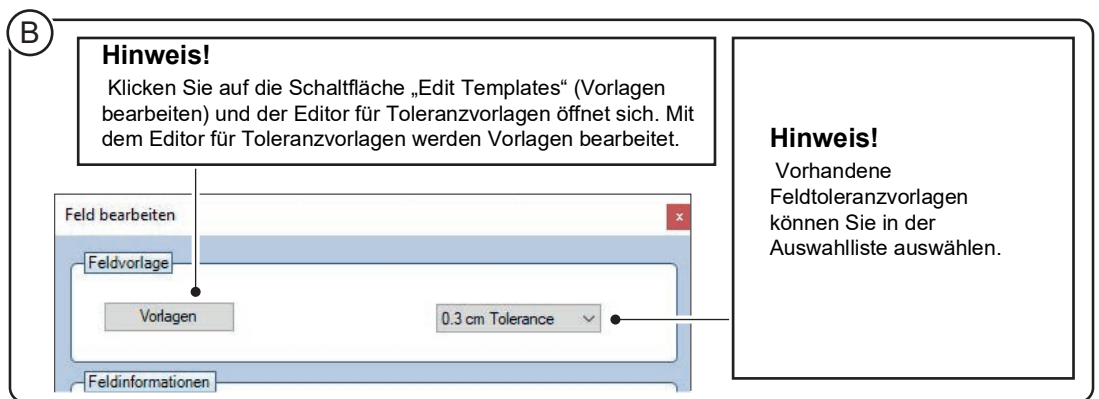 B
Hinweis!
Klicken Sie auf die Schaltfläche „Edit Templates“ (Vorlagen
bearbeiten) und der Editor für Toleranzvorlagen öffnet sich. Mit
dem Editor für Toleranzvorlagen werden Vorlagen bearbeitet.
Hinweis!
Vorhandene
Feldtoleranzvorlagen
können Sie in der
Auswahlliste auswählen.
Feld bearbeiten
x
Feldvorlage
Vorlagen
0.3 cm Tolerance
Feldinformationen